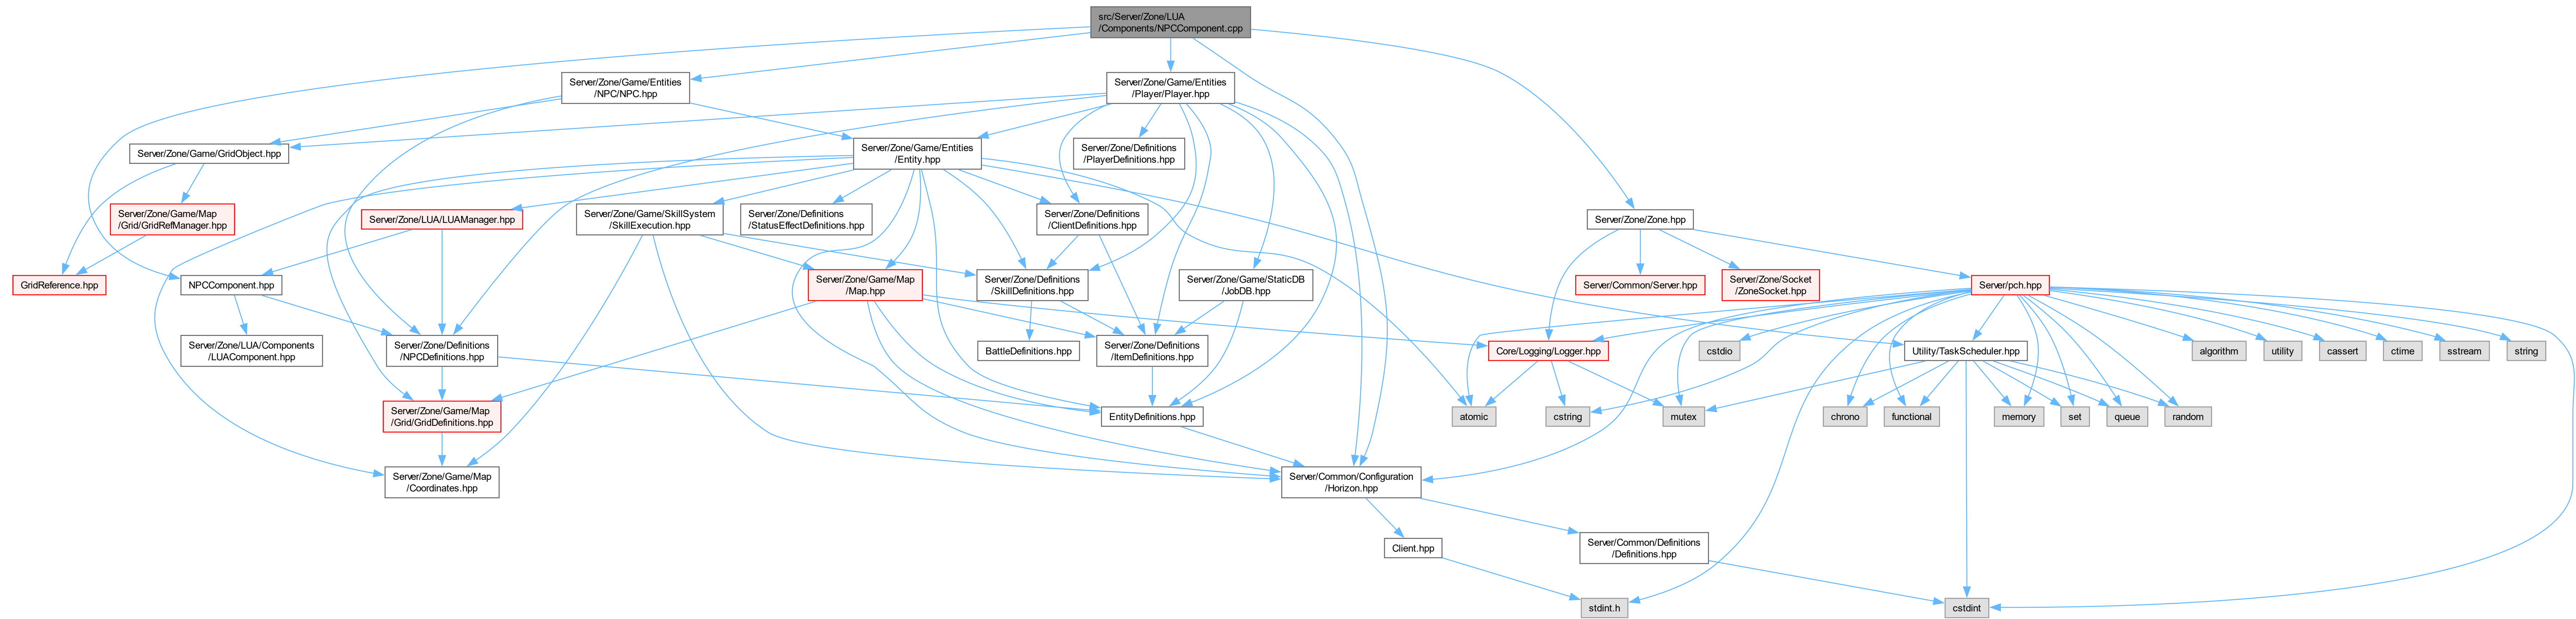 src/Server/Zone/LUA
/Components/NPCComponent.cpp
Server/Zone/Game/Entities
/NPC/NPC.hpp
Server/Zone/Game/Entities
/Player/Player.hpp
Server/Zone/Game/GridObject.hpp
Server/Zone/Game/Entities
/Entity.hpp
Server/Zone/Definitions
/PlayerDefinitions.hpp
Server/Zone/Game/Map
/Grid/GridRefManager.hpp
Server/Zone/LUA/LUAManager.hpp
Server/Zone/Game/SkillSystem
/SkillExecution.hpp
Server/Zone/Definitions
/StatusEffectDefinitions.hpp
Server/Zone/Definitions
/ClientDefinitions.hpp
Server/Zone/Zone.hpp
GridReference.hpp
NPCComponent.hpp
Server/Zone/Game/Map
/Map.hpp
Server/Zone/Definitions
/SkillDefinitions.hpp
Server/Zone/Game/StaticDB
/JobDB.hpp
Server/Common/Server.hpp
Server/Zone/Socket
/ZoneSocket.hpp
Server/pch.hpp
Server/Zone/LUA/Components
/LUAComponent.hpp
Server/Zone/Definitions
/NPCDefinitions.hpp
BattleDefinitions.hpp
Server/Zone/Definitions
/ItemDefinitions.hpp
Core/Logging/Logger.hpp
cstdio
Utility/TaskScheduler.hpp
algorithm
utility
cassert
ctime
sstream
string
Server/Zone/Game/Map
/Grid/GridDefinitions.hpp
EntityDefinitions.hpp
atomic
cstring
mutex
chrono
functional
memory
set
queue
random
Server/Zone/Game/Map
/Coordinates.hpp
Server/Common/Configuration
/Horizon.hpp
Client.hpp
Server/Common/Definitions
/Definitions.hpp
stdint.h
cstdint